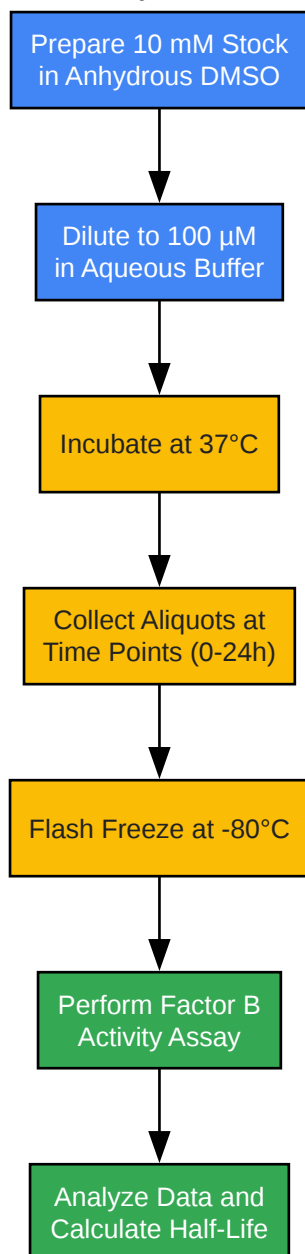 Prepare 10 mM Stock
in Anhydrous DMSO
Dilute to 100 µM
in Aqueous Buffer
Incubate at 37°C
Collect Aliquots at
Time Points (0-24h)
Flash Freeze at -80°C
Perform Factor B
Activity Assay
Analyze Data and
Calculate Half-Life